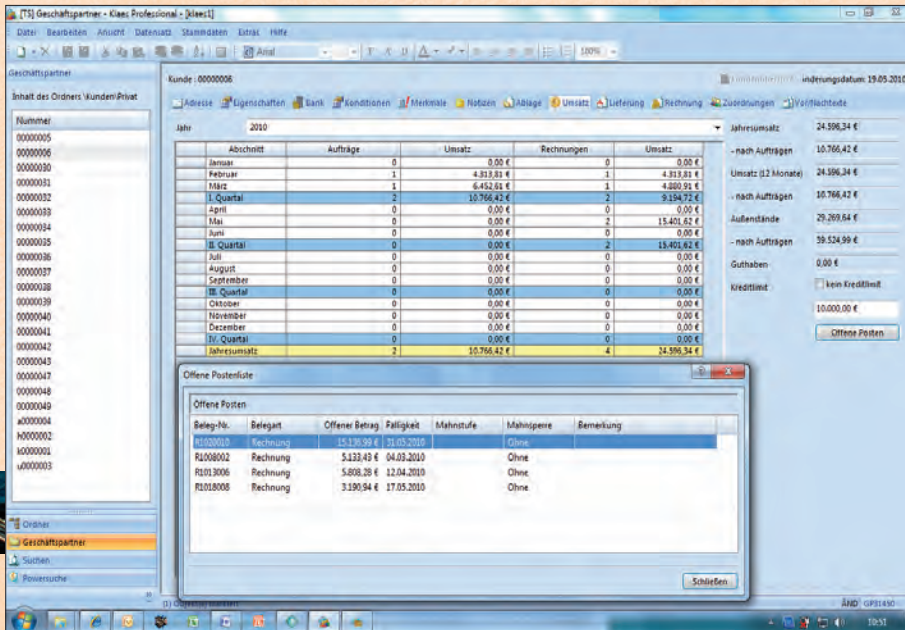 [TS] Geschäftspartner - Klaes Professional - [klaes1]
Datei Bearbeiten Ansicht Datensatz Stammdaten Extras Hilfe
Arial 100%
Geschäftspartner
Inhalt des Ordners \Kunden\Privat
Nummer
00000005
00000006
00000030
00000031
00000032
00000033
00000034
00000035
00000036
00000037
00000038
00000039
00000040
00000041
00000042
00000043
00000047
00000048
00000049
a0000004
h0000002
k0000001
u0000003
Ordner
Geschäftspartner
Suchen
Powersuche
Kunde: 00000006 Änderungsdatum: 19.05.2010
Adresse Eigenschaften Bank Konditionen Merkmale Notizen Ablage Umsatz Lieferung Rechnung Zuordnungen Vor/Nachtexte
Jahr 2010
Abschnitt Aufträge Umsatz Rechnungen Umsatz
Januar 0 0,00 € 0 0,00 €
Februar 1 4.313,81 € 1 4.313,81 €
März 1 6.452,61 € 1 4.880,91 €
I. Quartal 2 10.766,42 € 2 9.194,72 €
April 0 0,00 € 0 0,00 €
Mai 0 0,00 € 2 15.401,62 €
Juni 0 0,00 € 0 0,00 €
II. Quartal 0 0,00 € 2 15.401,62 €
Juli 0 0,00 € 0 0,00 €
August 0 0,00 € 0 0,00 €
September 0 0,00 € 0 0,00 €
III. Quartal 0 0,00 € 0 0,00 €
Oktober 0 0,00 € 0 0,00 €
November 0 0,00 € 0 0,00 €
Dezember 0 0,00 € 0 0,00 €
IV. Quartal 0 0,00 € 0 0,00 €
Jahresumsatz 2 10.766,42 € 4 24.596,34 €
Jahresumsatz 24.596,34 €
- nach Aufträgen 10.766,42 €
Umsatz (12 Monate) 24.596,34 €
- nach Aufträgen 10.766,42 €
Außenstände 29.269,64 €
- nach Aufträgen 39.524,99 €
Guthaben 0,00 €
Kreditlimit kein Kreditlimit
10.000,00 €
Offene Posten
Offene Postenliste
Offene Posten
Beleg-Nr. Belegart Offener Betrag Fälligkeit Mahnstufe Mahnsperre Bemerkung
R1020010 Rechnung 15.136,99 € 31.05.2010 Ohne
R1008002 Rechnung 5.133,43 € 04.03.2010 Ohne
R1013006 Rechnung 5.808,28 € 12.04.2010 Ohne
R1018008 Rechnung 3.190,94 € 17.05.2010 Ohne
Schließen
ÄND GP31450
10:51